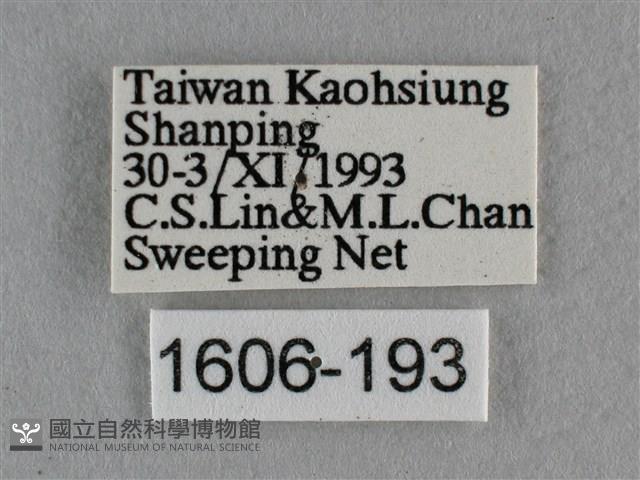 Taiwan Kaohsiung
Shanping
30-3/XI/1993
C.S.Lin&M.L.Chan
Sweeping Net
1606-193
國立自然科學博物館
NATIONAL MUSEUM OF NATURAL SCIENCE